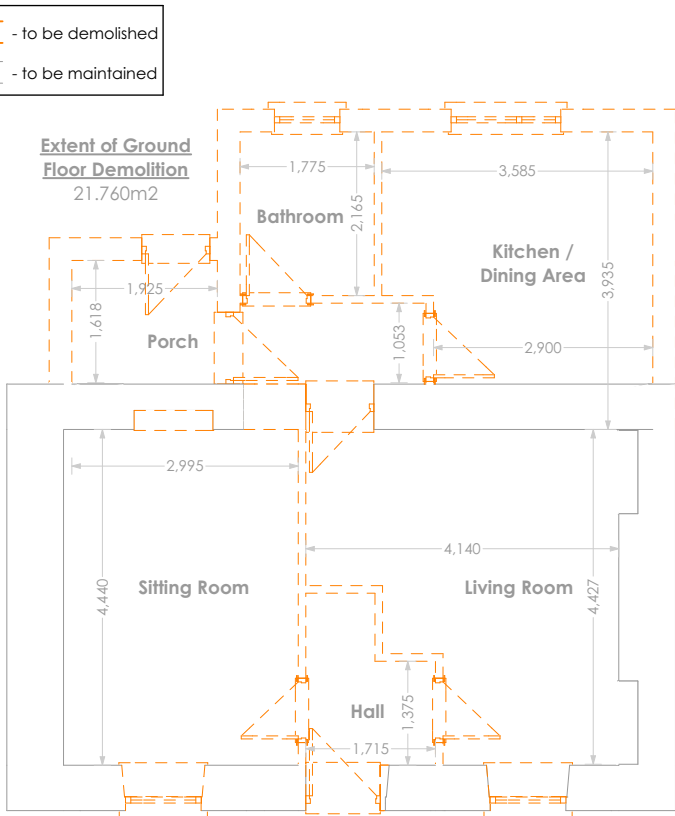 - to be demolished
- to be maintained
Extent of Ground
Floor Demolition
21.760m2
1,775
3,585
2,165
Bathroom
Kitchen /
Dining Area
3,935
1,925
1,618
Porch
1,053
2,900
2,995
4,140
4,440
Sitting Room
Living Room
4,427
Hall
1,375
1,715